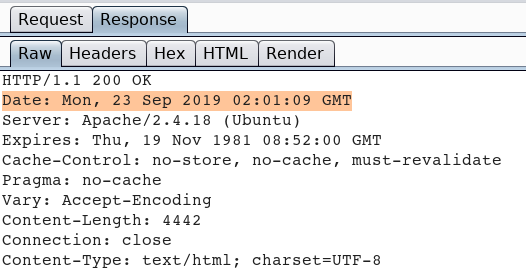 Request Response
Raw Headers Hex HTML Render
HTTP/1.1 200 OK
Date: Mon, 23 Sep 2019 02:01:09 GMT
Server: Apache/2.4.18 (Ubuntu)
Expires: Thu, 19 Nov 1981 08:52:00 GMT
Cache-Control: no-store, no-cache, must-revalidate
Pragma: no-cache
Vary: Accept-Encoding
Content-Length: 4442
Connection: close
Content-Type: text/html; charset=UTF-8